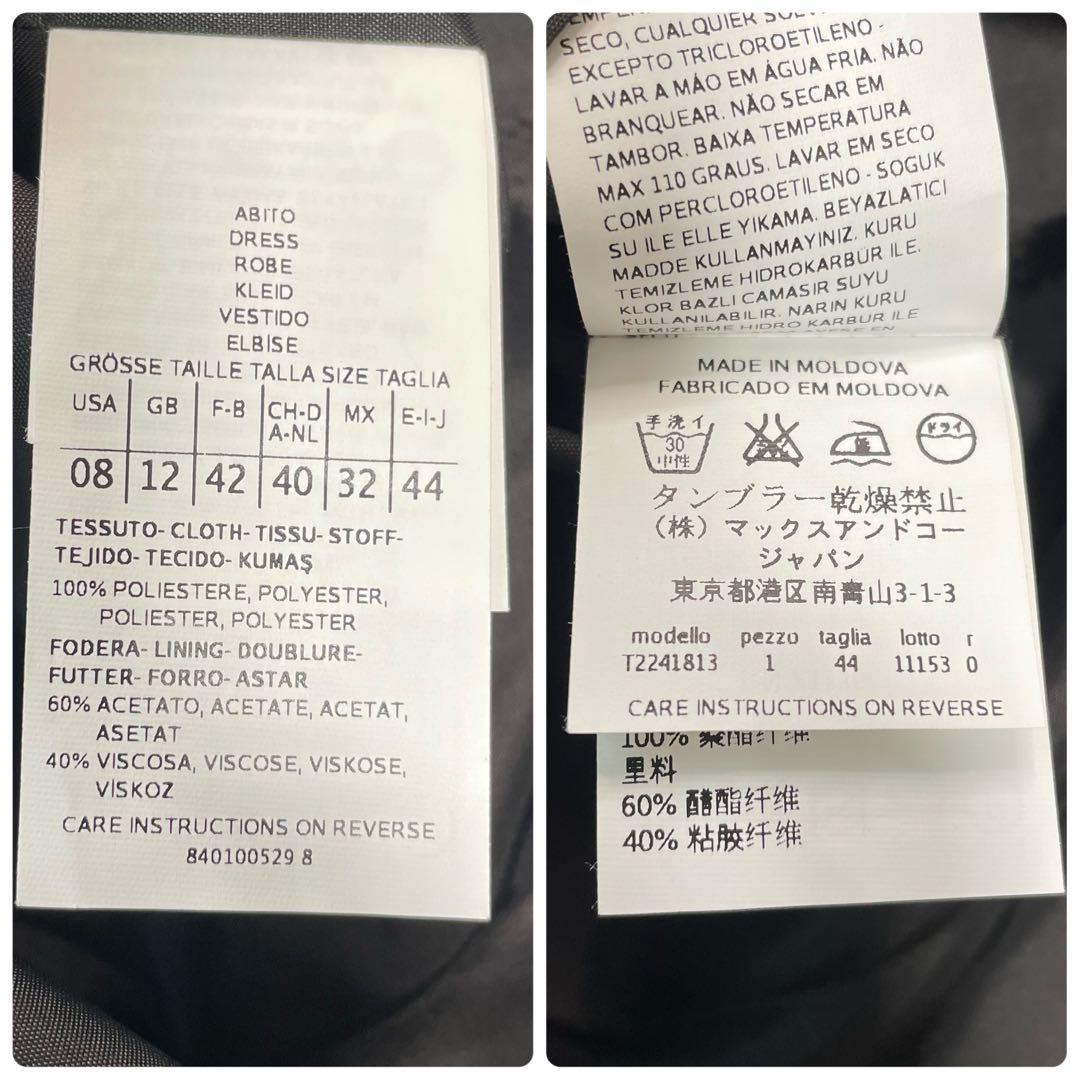 ABITO
DRESS
ROBE
KLEID
VESTIDO
ELBISE
GRÖSSE TAILLE TALLA SIZE TAGLIA
USA GB F-B CH-D A-NL MX E-I-J
08 12 42 40 32 44
TESSUTO- CLOTH- TISSU- STOFF-
TEJIDO- TECIDO- KUMAŞ
100% POLIESTERE, POLYESTER,
POLIESTER, POLYESTER
FODERA- LINING- DOUBLURE-
FUTTER- FORRO- ASTAR
60% ACETATO, ACETATE, ACETAT,
ASETAT
40% VISCOSA, VISCOSE, VISKOSE,
VİSKOZ
CARE INSTRUCTIONS ON REVERSE
840100529 8
SECO, CUALQUIER
EXCEPTO TRICLOROETILENO -
LAVAR A MÃO EM ÁGUA FRIA. NÃO
BRANQUEAR. NÃO SECAR EM
TAMBOR. BAIXA TEMPERATURA
MAX 110 GRAUS. LAVAR EM SECO
COM PERCLOROETILENO - SOGUK
SU ILE ELLE YIKAMA. BEYAZLATICI
MADDE KULLANMAYINIZ. KURU
TEMIZLEME HIDROKARBÜR ILE.
KLOR BAZLI CAMASIR SUYU
KULLANILABILIR. NARIN KURU
TEMIZLEME HIDRO KARBUR ILE
MADE IN MOLDOVA
FABRICADO EM MOLDOVA
手洗イ
30
中性
ドライ
タンブラー乾燥禁止
(株)マックスアンドコー
ジャパン
東京都港区南青山3-1-3
modello pezzo taglia lotto r
T2241813 1 44 11153 0
CARE INSTRUCTIONS ON REVERSE
100% 聚酯纤维
里料
60% 醋酯纤维
40% 粘胶纤维